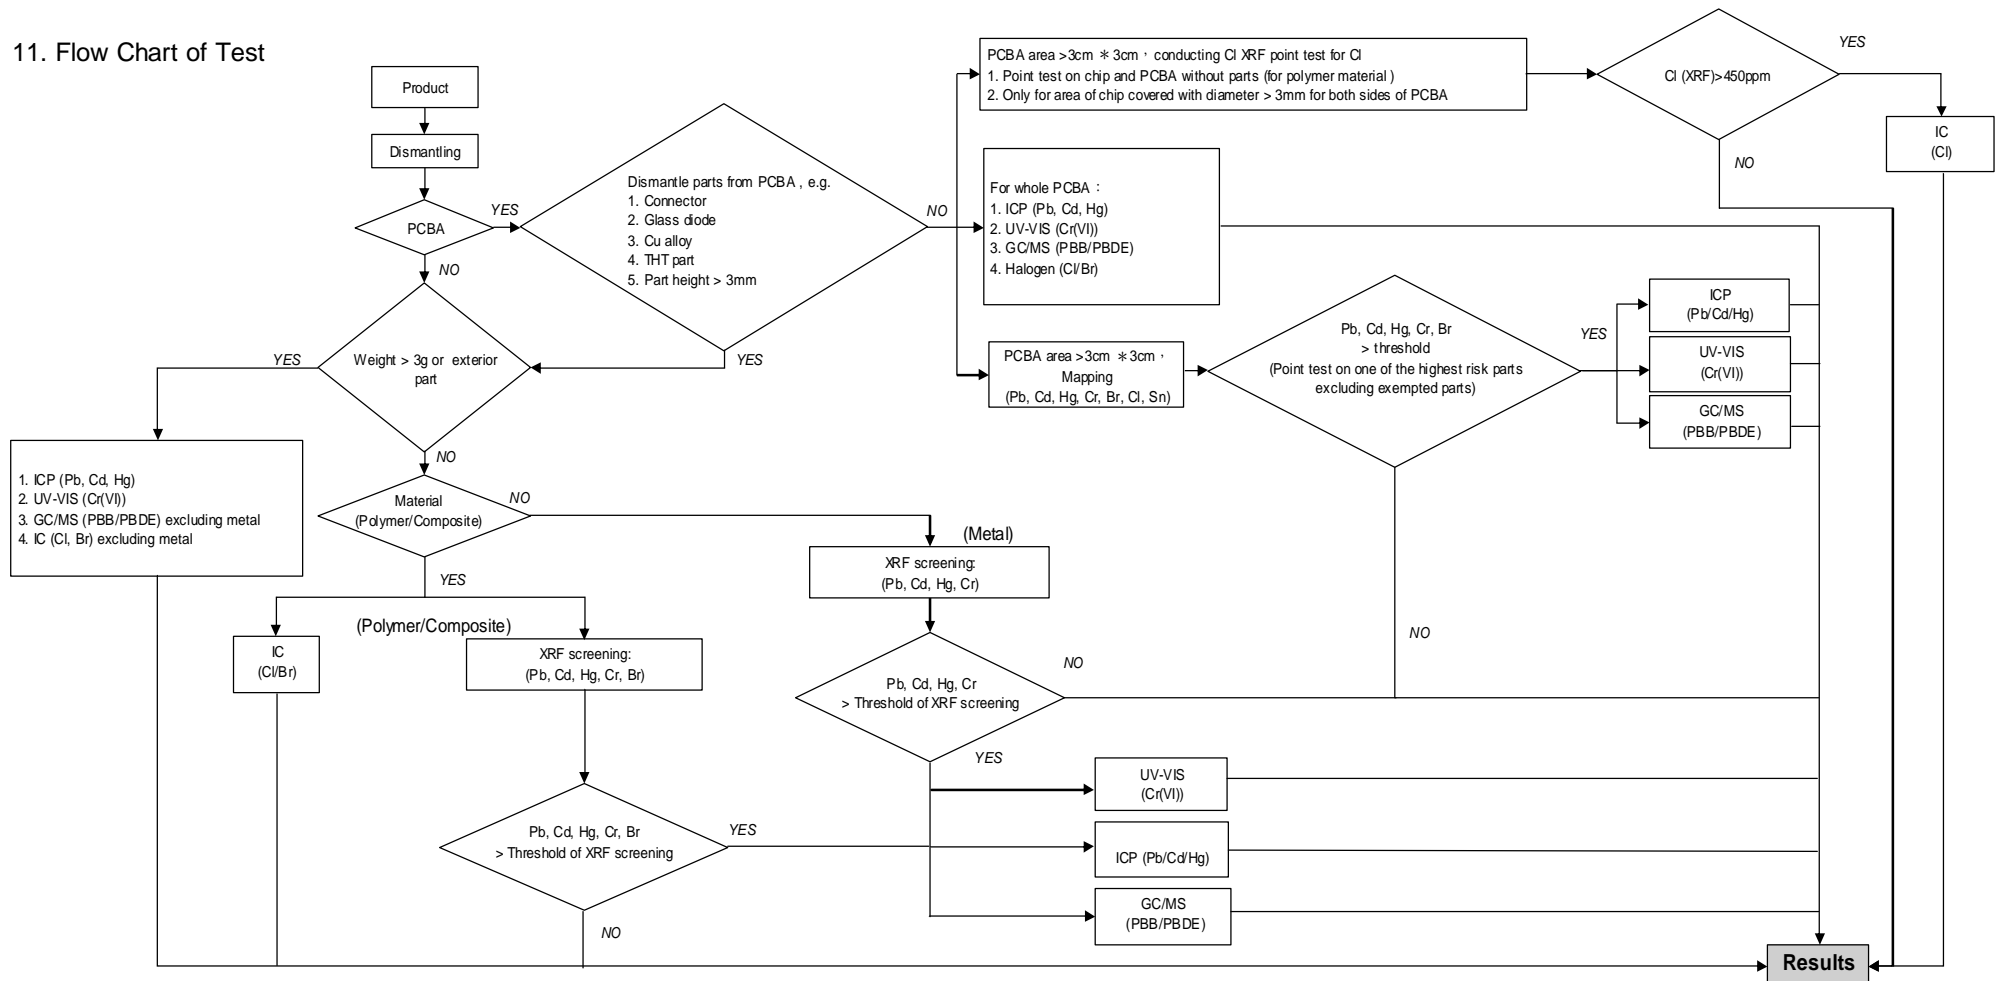 11. Flow Chart of Test
Product
Dismantling
PCBA
YES
NO
Dismantle parts from PCBA , e.g.
1. Connector
2. Glass diode
3. Cu alloy
4. THT part
5. Part height > 3mm
NO
YES
PCBA area >3cm ＊3cm，conducting Cl XRF point test for Cl
1. Point test on chip and PCBA without parts (for polymer material )
2. Only for area of chip covered with diameter > 3mm for both sides of PCBA
Cl (XRF)>450ppm
YES
NO
IC
(Cl)
For whole PCBA：
1. ICP (Pb, Cd, Hg)
2. UV-VIS (Cr(VI))
3. GC/MS (PBB/PBDE)
4. Halogen (Cl/Br)
PCBA area >3cm ＊3cm，
Mapping
(Pb, Cd, Hg, Cr, Br, Cl, Sn)
Pb, Cd, Hg, Cr, Br
> threshold
(Point test on one of the highest risk parts
excluding exempted parts)
YES
NO
ICP
(Pb/Cd/Hg)
UV-VIS
(Cr(VI))
GC/MS
(PBB/PBDE)
Weight > 3g or exterior
part
YES
NO
1. ICP (Pb, Cd, Hg)
2. UV-VIS (Cr(VI))
3. GC/MS (PBB/PBDE) excluding metal
4. IC (Cl, Br) excluding metal
Material
(Polymer/Composite)
NO
YES
(Metal)
XRF screening:
(Pb, Cd, Hg, Cr)
(Polymer/Composite)
IC
(Cl/Br)
XRF screening:
(Pb, Cd, Hg, Cr, Br)
Pb, Cd, Hg, Cr
> Threshold of XRF screening
NO
YES
Pb, Cd, Hg, Cr, Br
> Threshold of XRF screening
YES
NO
UV-VIS
(Cr(VI))
ICP (Pb/Cd/Hg)
GC/MS
(PBB/PBDE)
Results